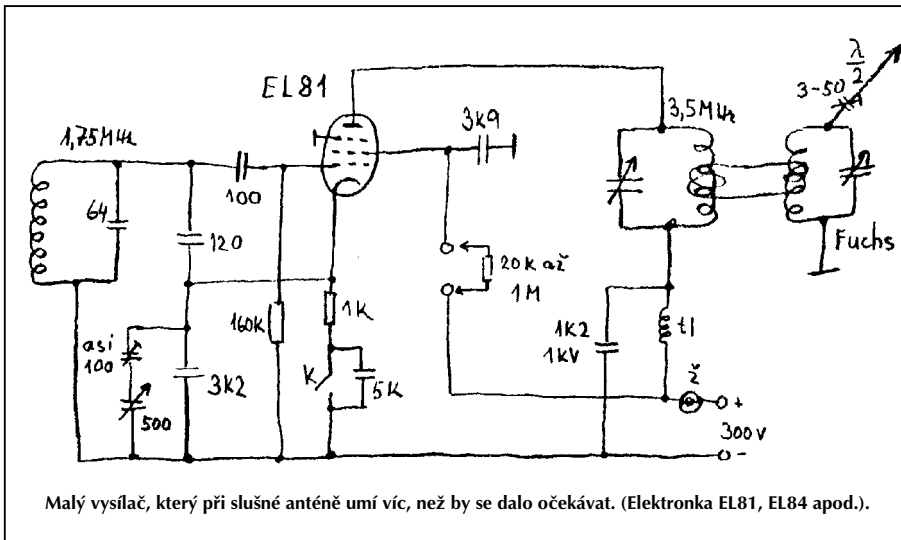 EL81
1,75MHz
64
120
100
3k9
3,5MHz
3-50
λ/2
Fuchs
20K až
1M
160K
1K
K
5K
asi
100
500
3K2
1K2
1KV
tl
ž
+
300V
-
Malý vysílač, který při slušné anténě umí víc, než by se dalo očekávat. (Elektronka EL81, EL84 apod.).